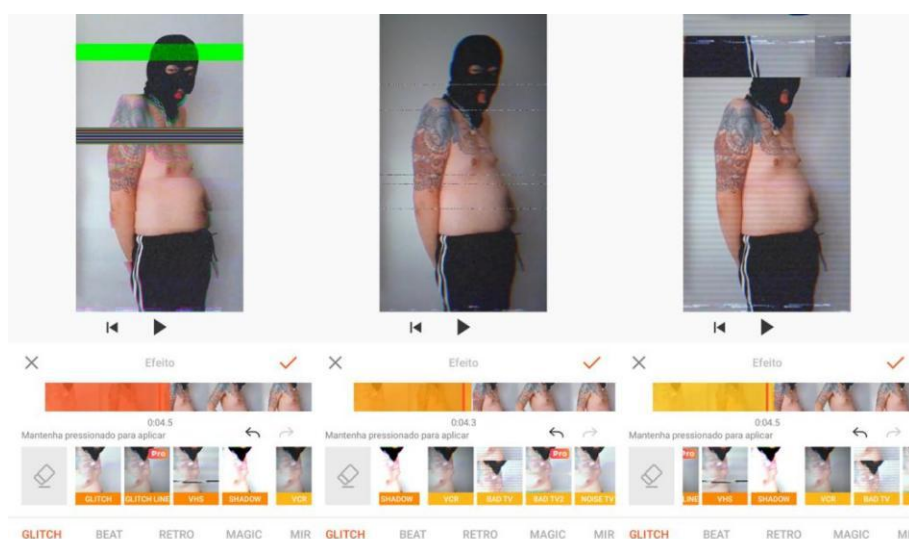 Efeito
0:04.5
Mantenha pressionado para aplicar
Pro
GLITCH GLITCH LINE VHS SHADOW VCR
GLITCH BEAT RETRO MAGIC MIR
Efeito
0:04.3
Mantenha pressionado para aplicar
Pro
SHADOW VCR BAD TV BAD TV2 NOISE TV
GLITCH BEAT RETRO MAGIC MIR
Efeito
0:04.5
Mantenha pressionado para aplicar
Pro
LINE VHS SHADOW VCR BAD TV
GLITCH BEAT RETRO MAGIC MI